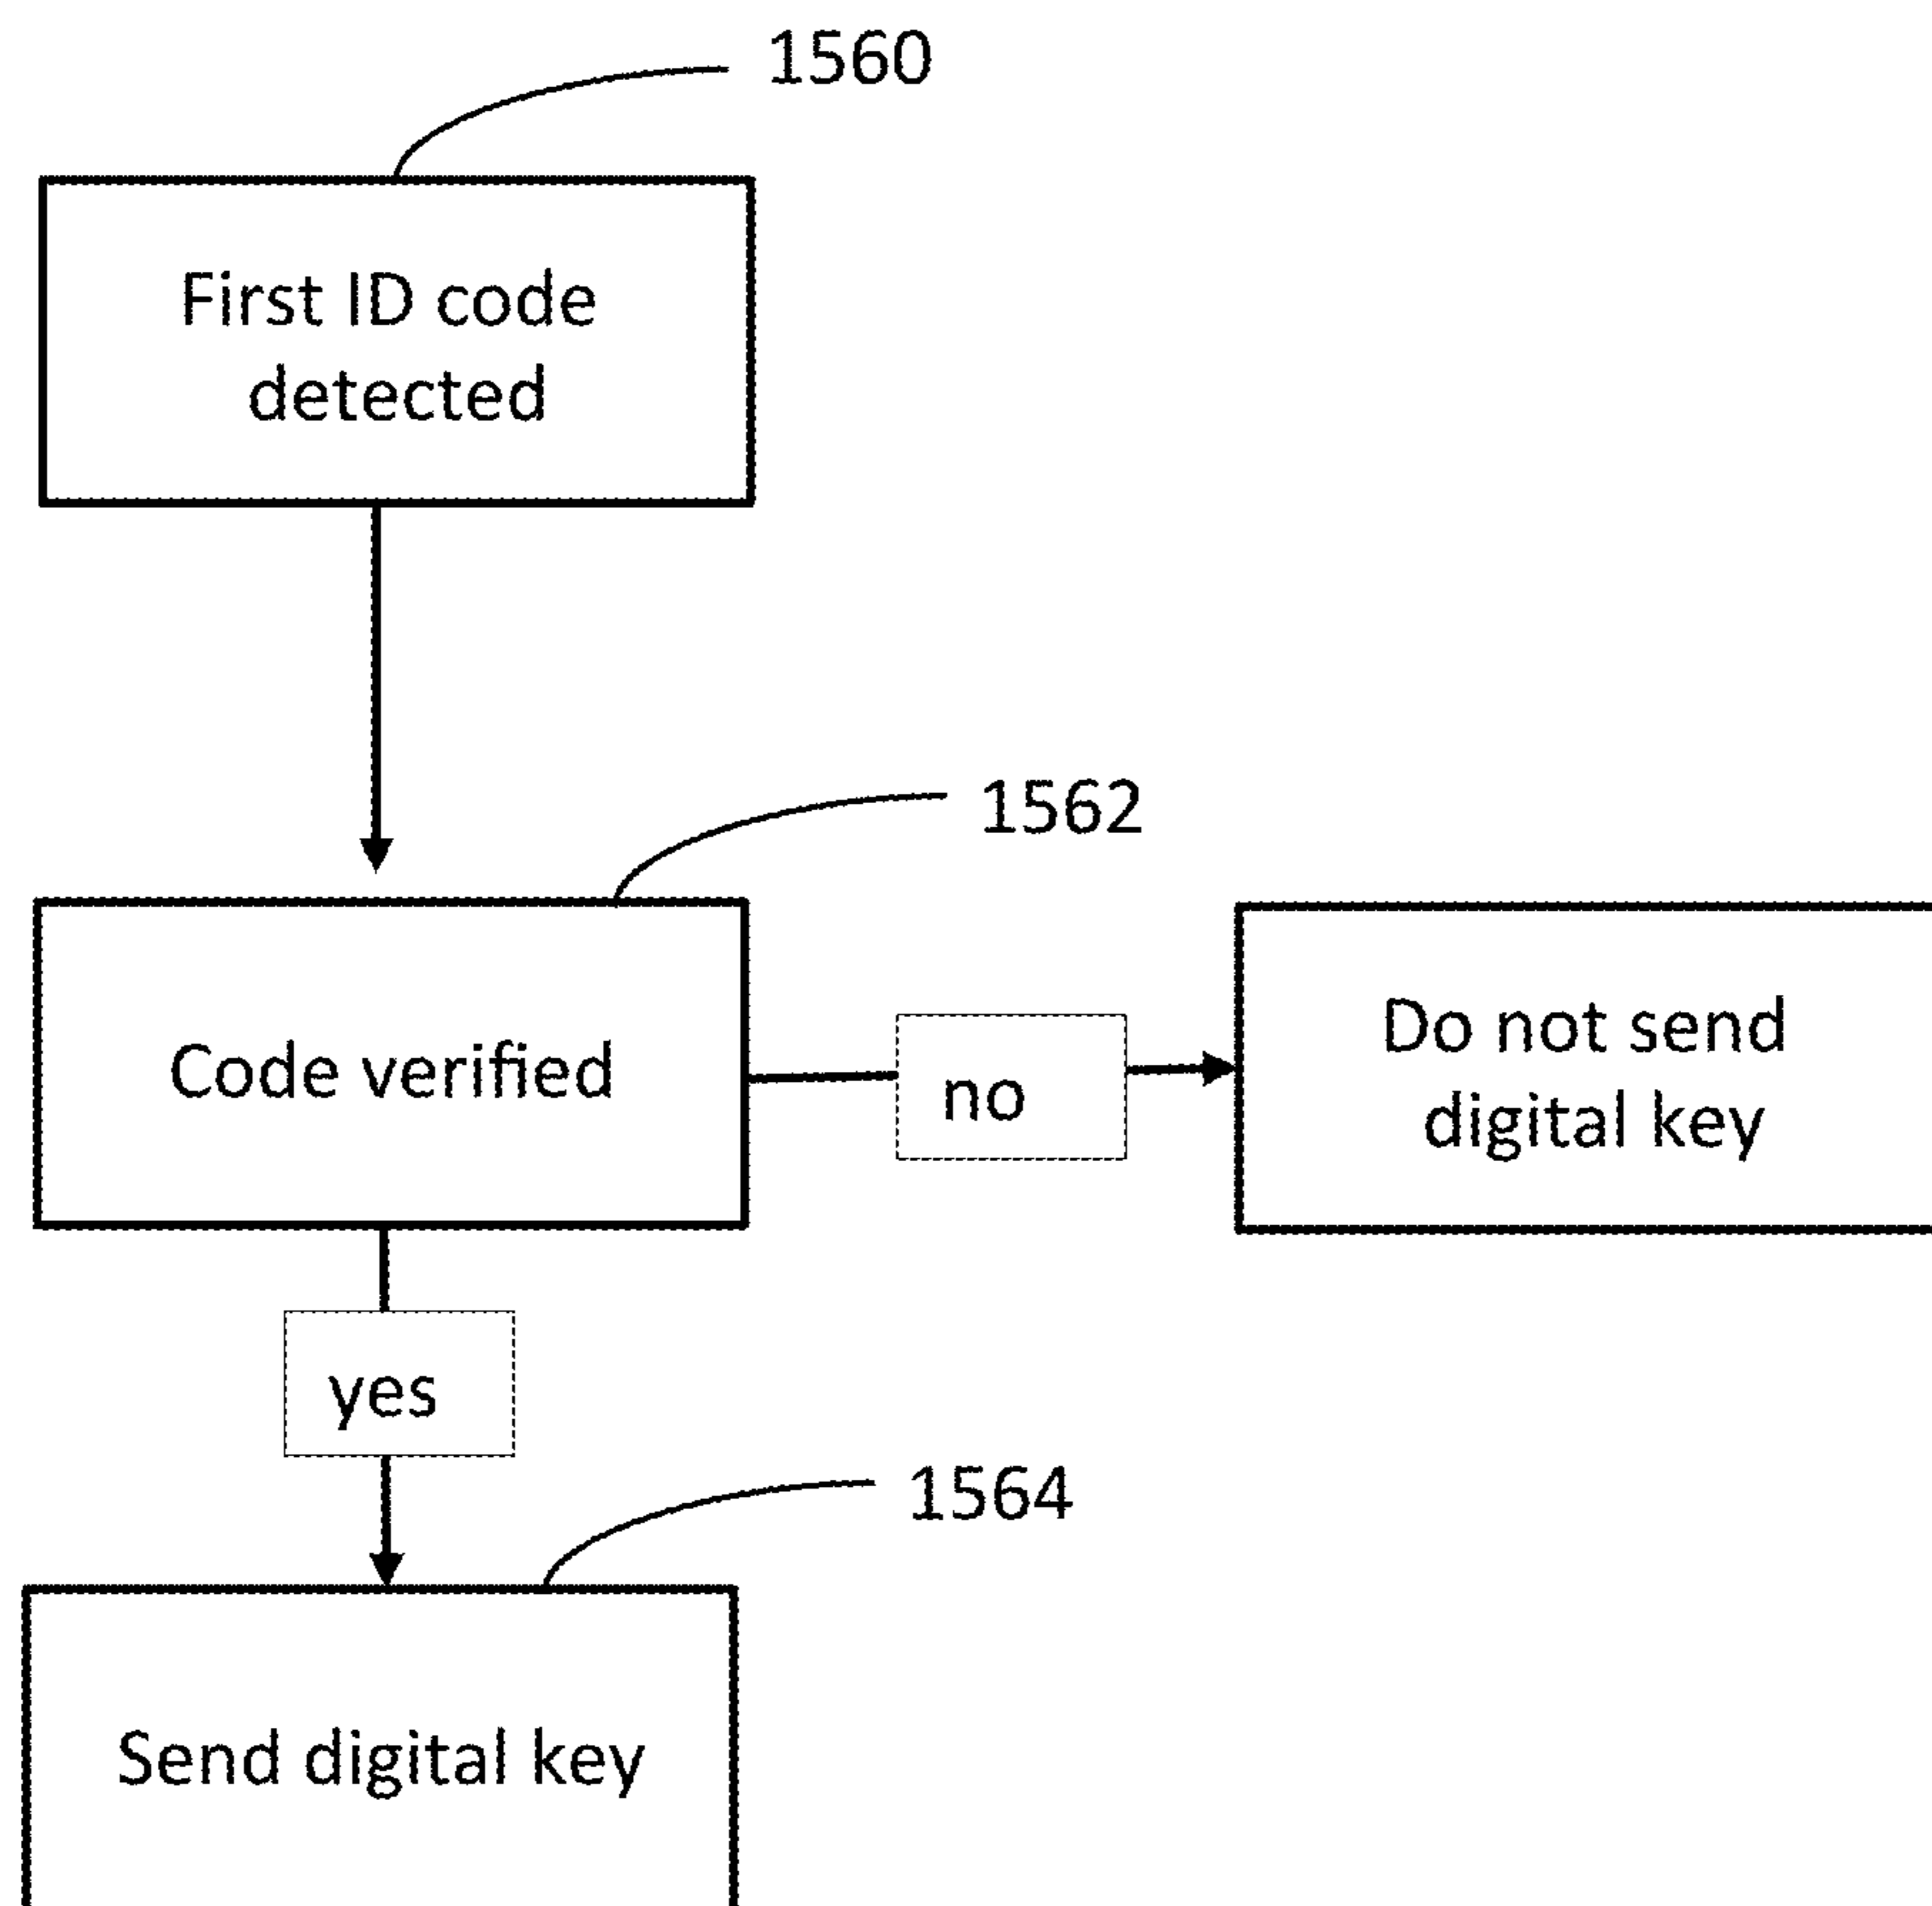 1560
First ID code
detected
1562
Code verified
no
Do not send
digital key
yes
1564
Send digital key